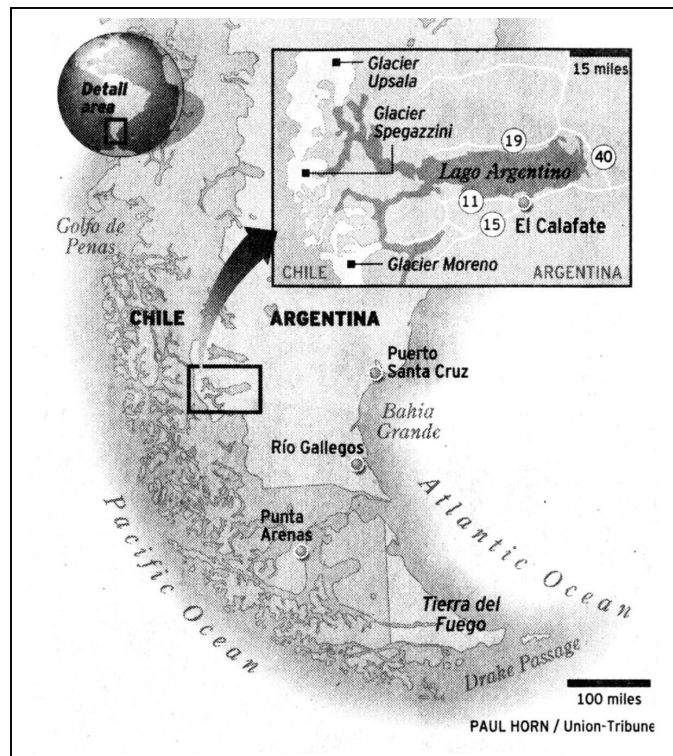 Detail
area
15 miles
Glacier
Upsala
Glacier
Spegazzini
19
Lago Argentino
40
11
15
El Calafate
CHILE
Glacier Moreno
ARGENTINA
Golfo de
Penas
CHILE
ARGENTINA
Puerto
Santa Cruz
Bahia
Grande
Río Gallegos
Punta
Arenas
Pacific Ocean
Atlantic Ocean
Tierra del
Fuego
Drake Passage
100 miles
PAUL HORN / Union-Tribune